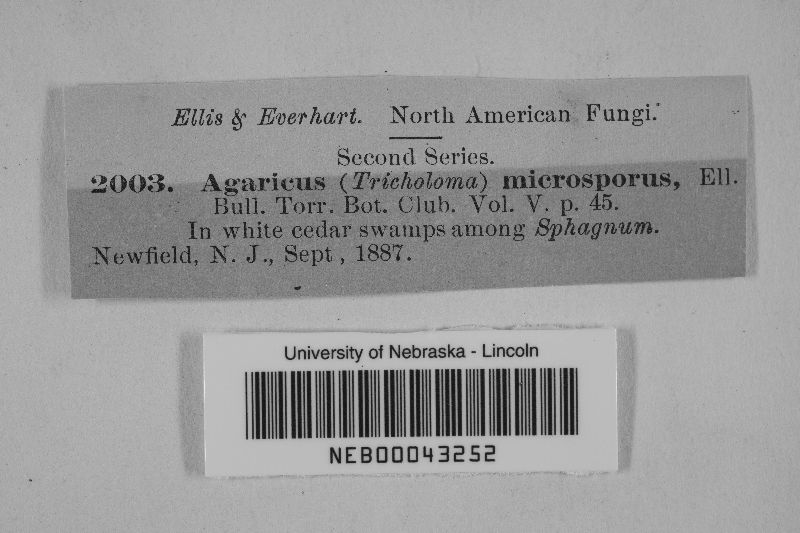 Ellis & Everhart. North American Fungi.
Second Series.
2003. Agaricus (Tricholoma) microsporus, Ell.
Bull. Torr. Bot. Club. Vol. V. p. 45.
In white cedar swamps among Sphagnum.
Newfield, N. J., Sept, 1887.
University of Nebraska - Lincoln
NEB00043252